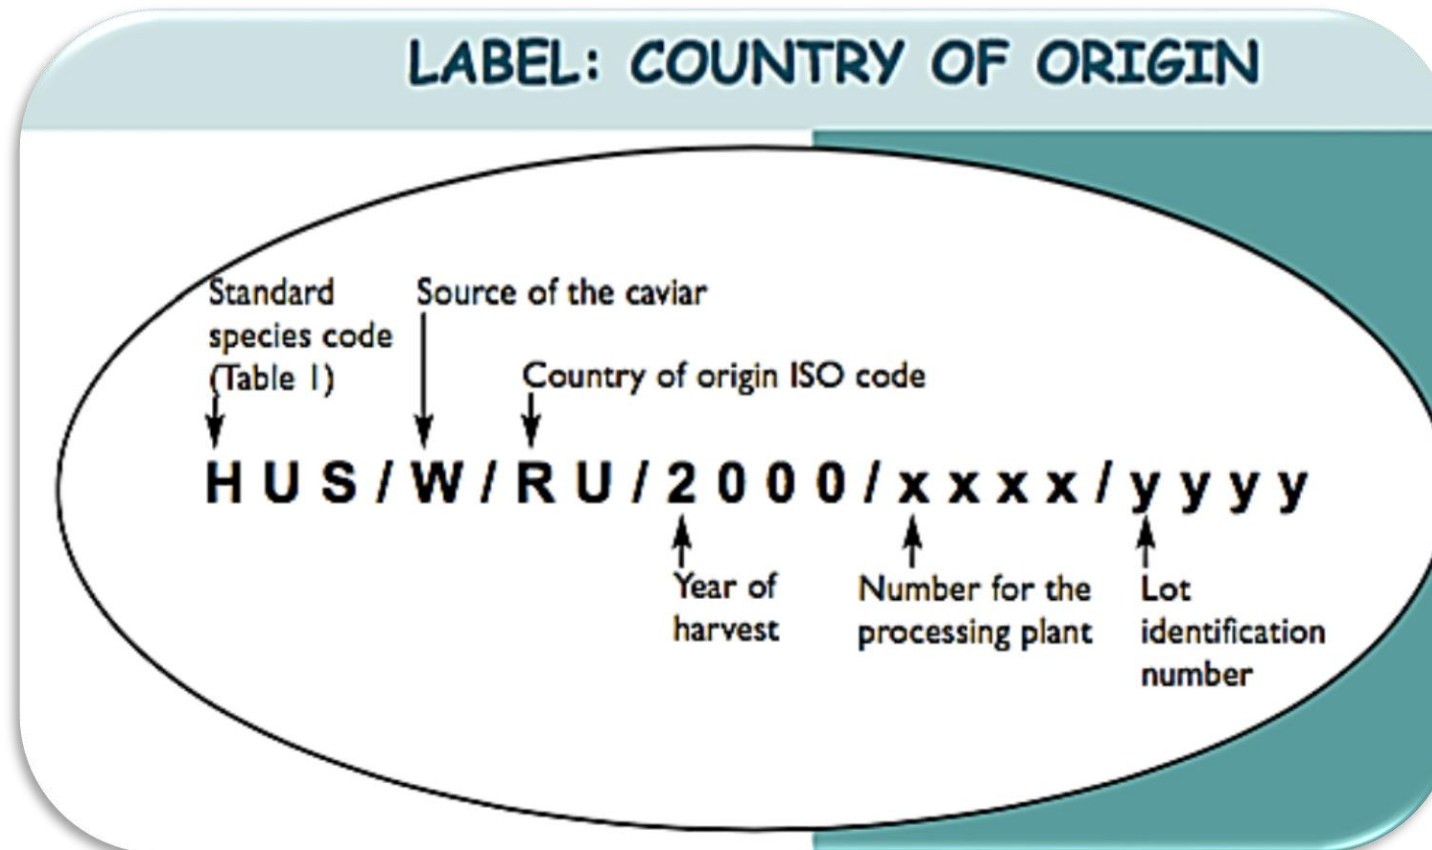 LABEL: COUNTRY OF ORIGIN
Standard
species code
(Table 1)
Source of the caviar
Country of origin ISO code
HUS/W/RU/2000/xxxx/yyyy
Year of
harvest
Number for the
processing plant
Lot
identification
number